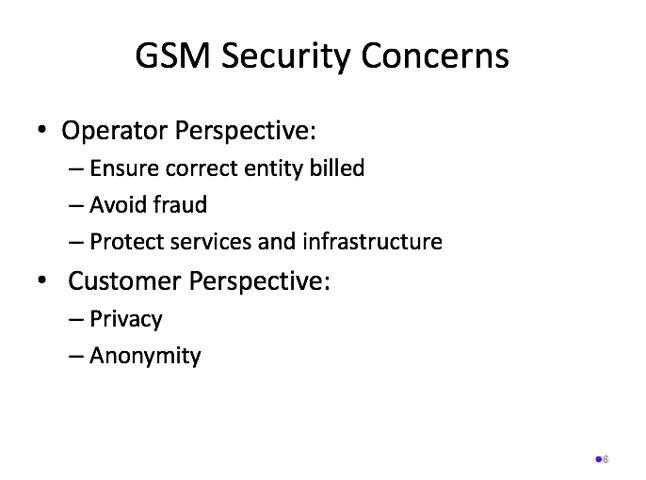 GSM Security Concerns
• Operator Perspective:
– Ensure correct entity billed
– Avoid fraud
– Protect services and infrastructure
• Customer Perspective:
– Privacy
– Anonymity
•6